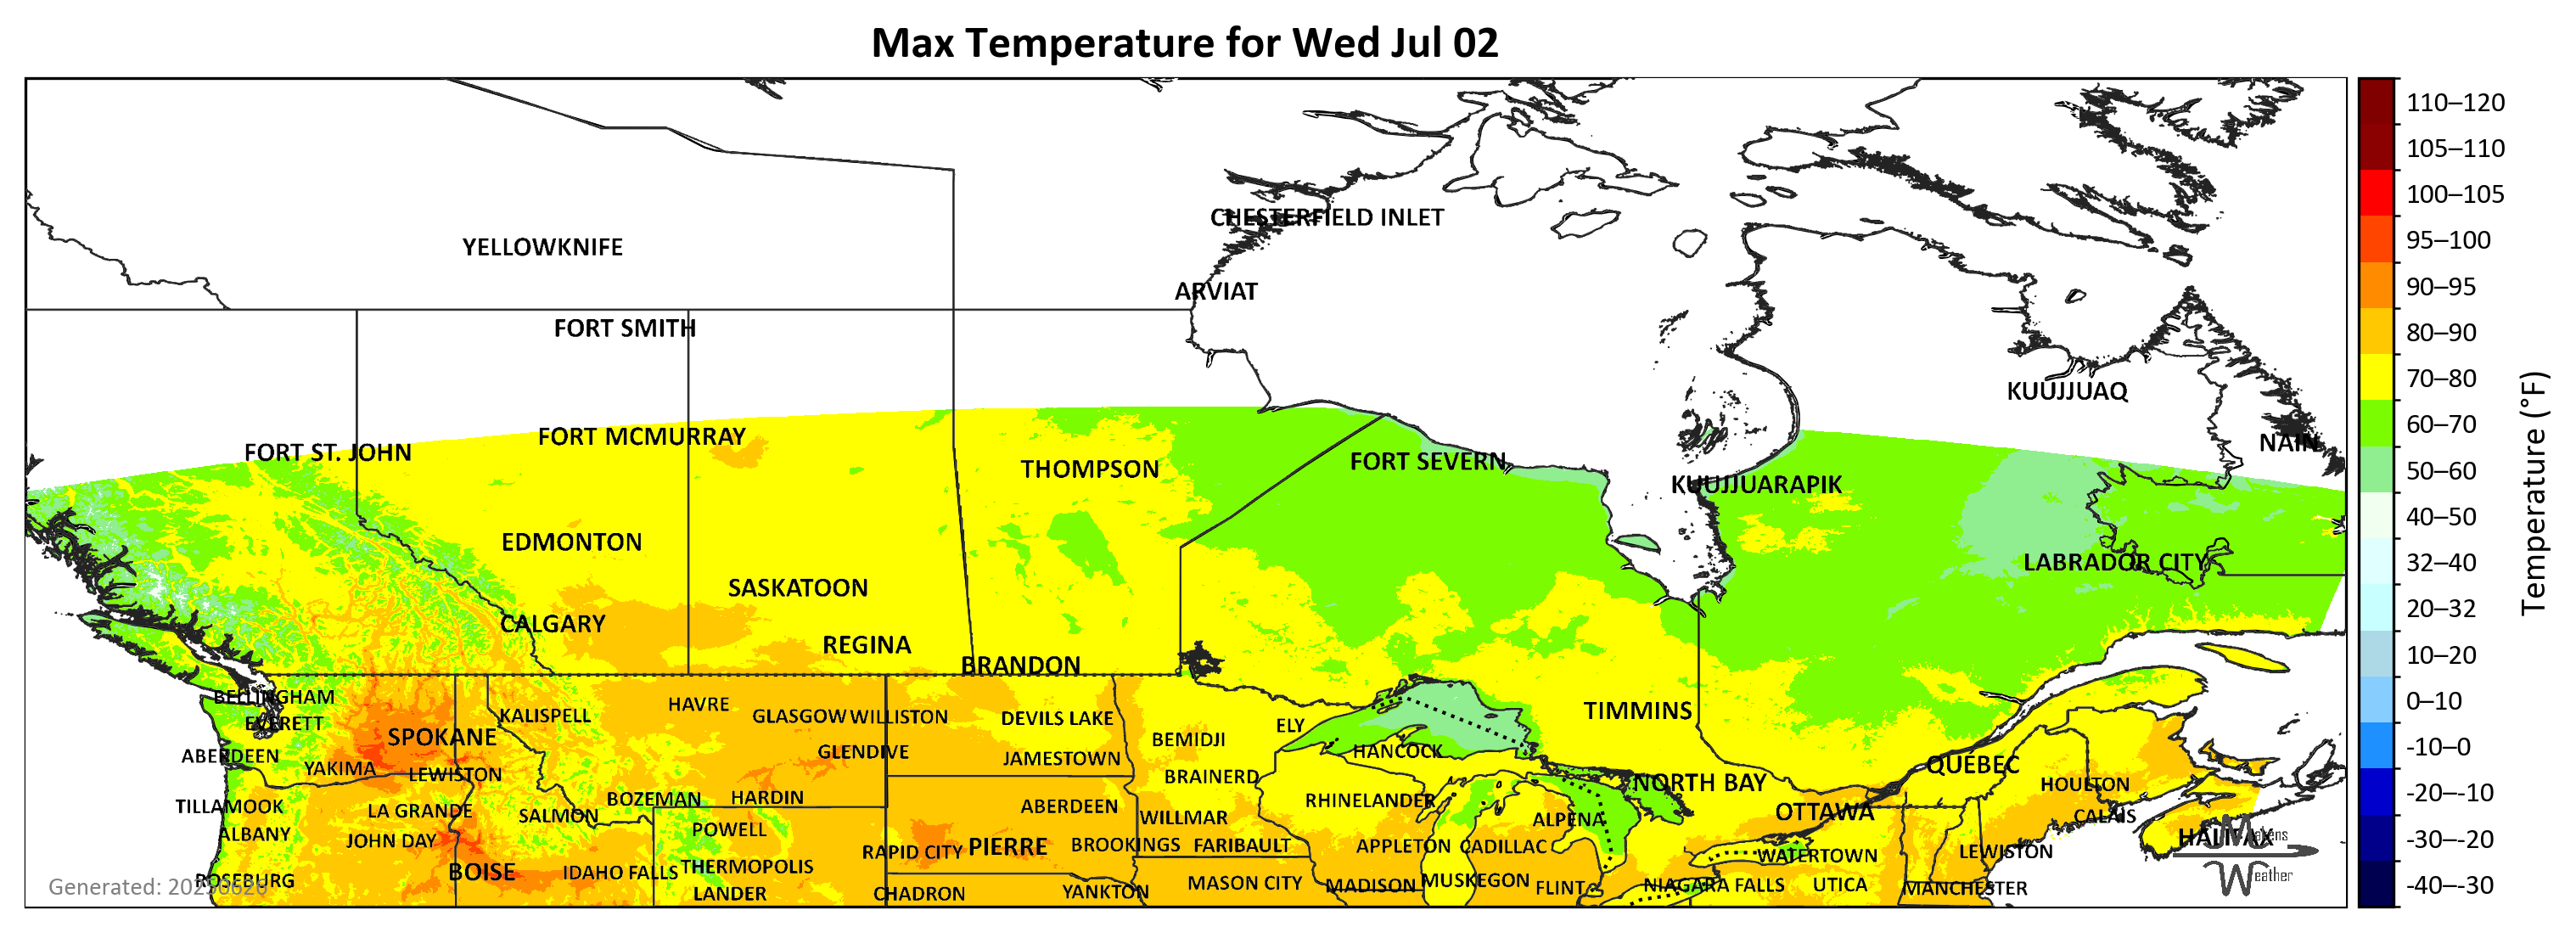 Max Temperature for Wed Jul 02
CHESTERFIELD INLET
YELLOWKNIFE
ARVIAT
FORT SMITH
KUUJJUAQ
FORT MCMURRAY
NAIN
FORT ST. JOHN
FORT SEVERN
THOMPSON
KUUJJUARAPIK
EDMONTON
LABRADOR CITY
SASKATOON
CALGARY
REGINA
BRANDON
BELLINGHAM
HAVRE
KALISPELL
GLASGOW
WILLISTON
DEVILS LAKE
TIMMINS
EVERETT
ELY
SPOKANE
BEMIDJI
GLENDIVE
HANCOCK
ABERDEEN
JAMESTOWN
QUÉBEC
YAKIMA
LEWISTON
BRAINERD
NORTH BAY
HOULTON
BOZEMAN
HARDIN
RHINELANDER
TILLAMOOK
LA GRANDE
ABERDEEN
SALMON
WILLMAR
OTTAWA
CALAIS
ALPENA
ALBANY
POWELL
JOHN DAY
HALIFAX
RAPID CITY
PIERRE
BROOKINGS
FARIBAULT
APPLETON
CADILLAC
WATERTOWN
LEWISTON
BOISE
IDAHO FALLS
THERMOPOLIS
ROSEBURG
MASON CITY
MADISON
MUSKEGON
FLINT
NIAGARA FALLS
UTICA
MANCHESTER
LANDER
CHADRON
YANKTON
Generated: 20250626
Makens
Weather
110–120
105–110
100–105
95–100
90–95
80–90
70–80
60–70
50–60
40–50
32–40
20–32
10–20
0–10
-10–0
-20–-10
-30–-20
-40–-30
Temperature (°F)